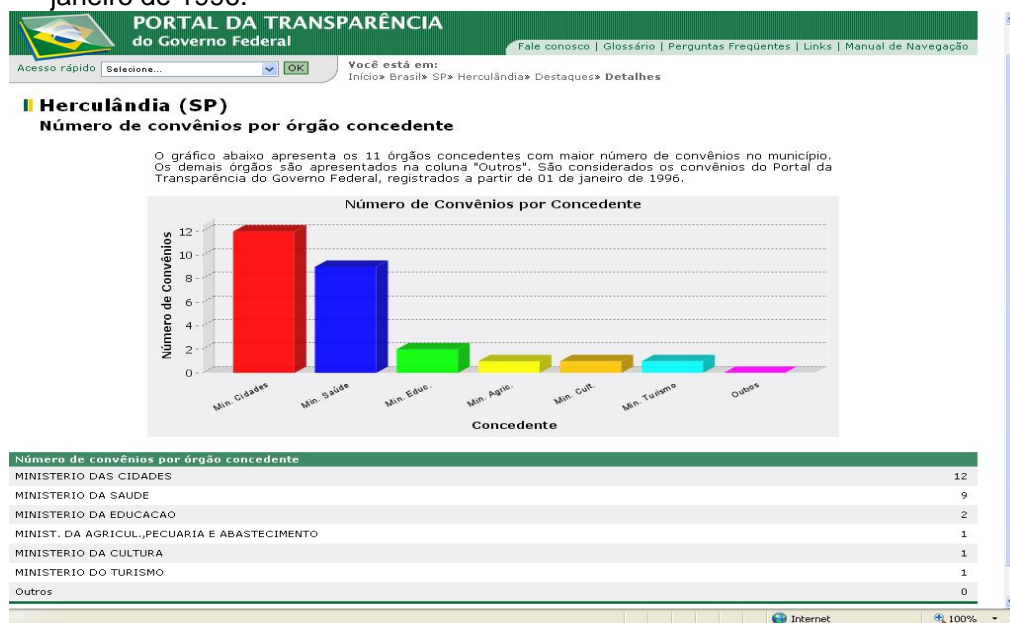 janeiro de 1996.
PORTAL DA TRANSPARÊNCIA
do Governo Federal
Fale conosco | Glossário | Perguntas Freqüentes | Links | Manual de Navegação
Acesso rápido Selecione... OK
Você está em:
Início» Brasil» SP» Herculândia» Destaques» Detalhes
Herculândia (SP)
Número de convênios por órgão concedente
O gráfico abaixo apresenta os 11 órgãos concedentes com maior número de convênios no município.
Os demais órgãos são apresentados na coluna "Outros". São considerados os convênios do Portal da
Transparência do Governo Federal, registrados a partir de 01 de janeiro de 1996.
Número de Convênios por Concedente
Número de Convênios
12
10
8
6
4
2
0
Min. Cidades
Min. Saúde
Min. Educ.
Min. Agric.
Min. Cult.
Min. Turismo
Outros
Concedente
Número de convênios por órgão concedente
MINISTERIO DAS CIDADES 12
MINISTERIO DA SAUDE 9
MINISTERIO DA EDUCACAO 2
MINIST. DA AGRICUL.,PECUARIA E ABASTECIMENTO 1
MINISTERIO DA CULTURA 1
MINISTERIO DO TURISMO 1
Outros 0
Internet 100%